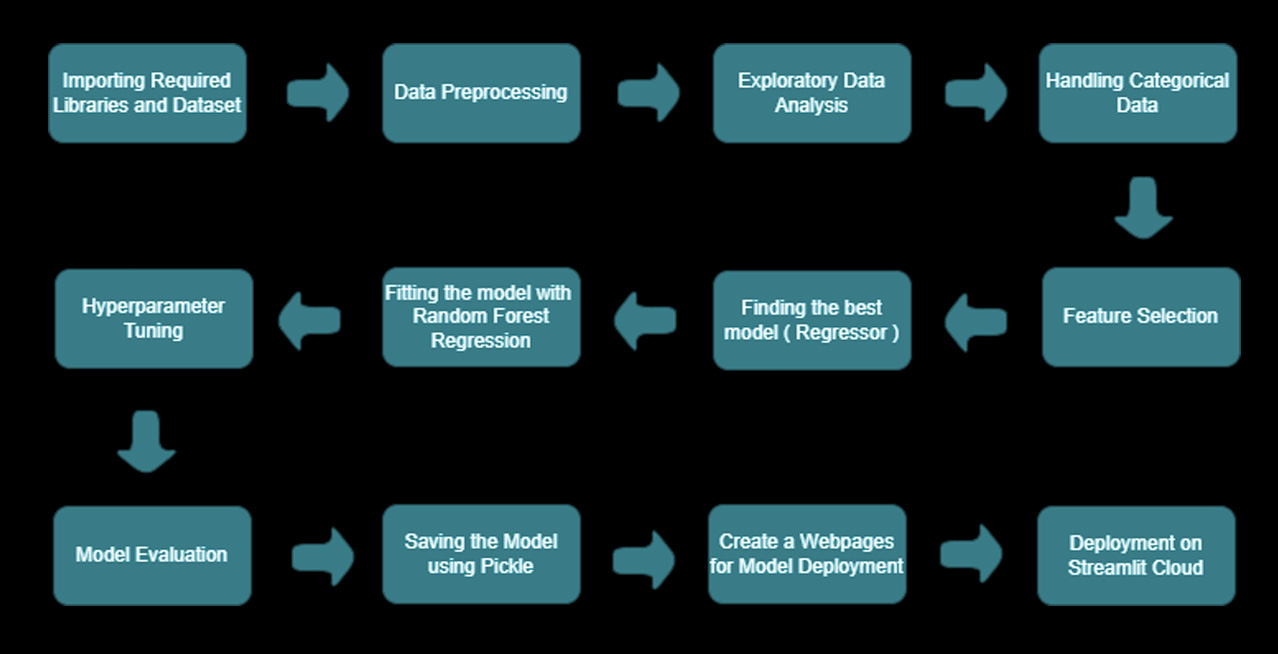 Importing Required
Libraries and Dataset
Data Preprocessing
Exploratory Data
Analysis
Handling Categorical
Data
Feature Selection
Finding the best
model ( Regressor )
Fitting the model with
Random Forest
Regression
Hyperparameter
Tuning
Model Evaluation
Saving the Model
using Pickle
Create a Webpages
for Model Deployment
Deployment on
Streamlit Cloud